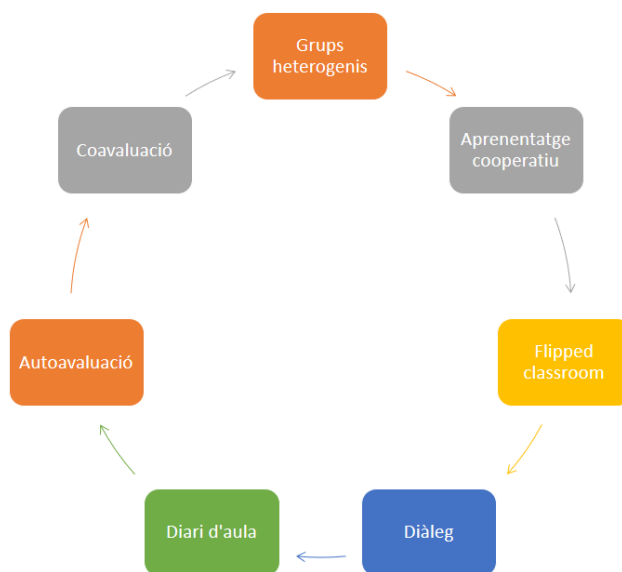 Grups
heterogenis
Aprenentatge
cooperatiu
Flipped
classroom
Diàleg
Diari d'aula
Autoavaluació
Coavaluació